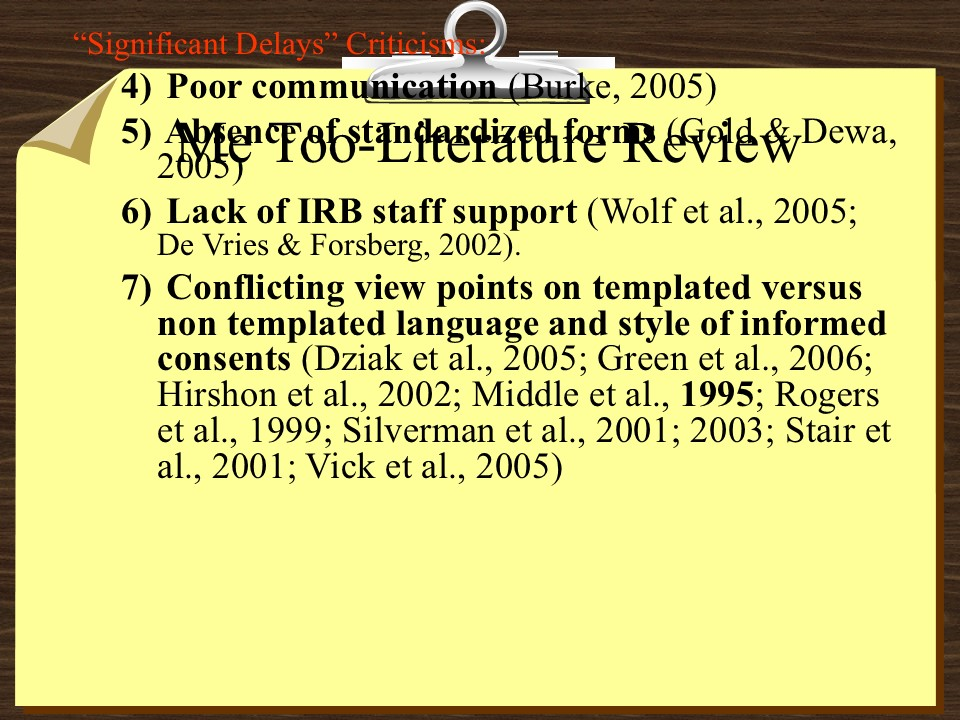 “Significant Delays” Criticisms:
4) Poor communication (Burke, 2005)
Me Too-Literature Review
5) Absence of standardized forms (Gold & Dewa,
2005)
6) Lack of IRB staff support (Wolf et al., 2005;
De Vries & Forsberg, 2002).
7) Conflicting view points on templated versus
non templated language and style of informed
consents (Dziak et al., 2005; Green et al., 2006;
Hirshon et al., 2002; Middle et al., 1995; Rogers
et al., 1999; Silverman et al., 2001; 2003; Stair et
al., 2001; Vick et al., 2005)